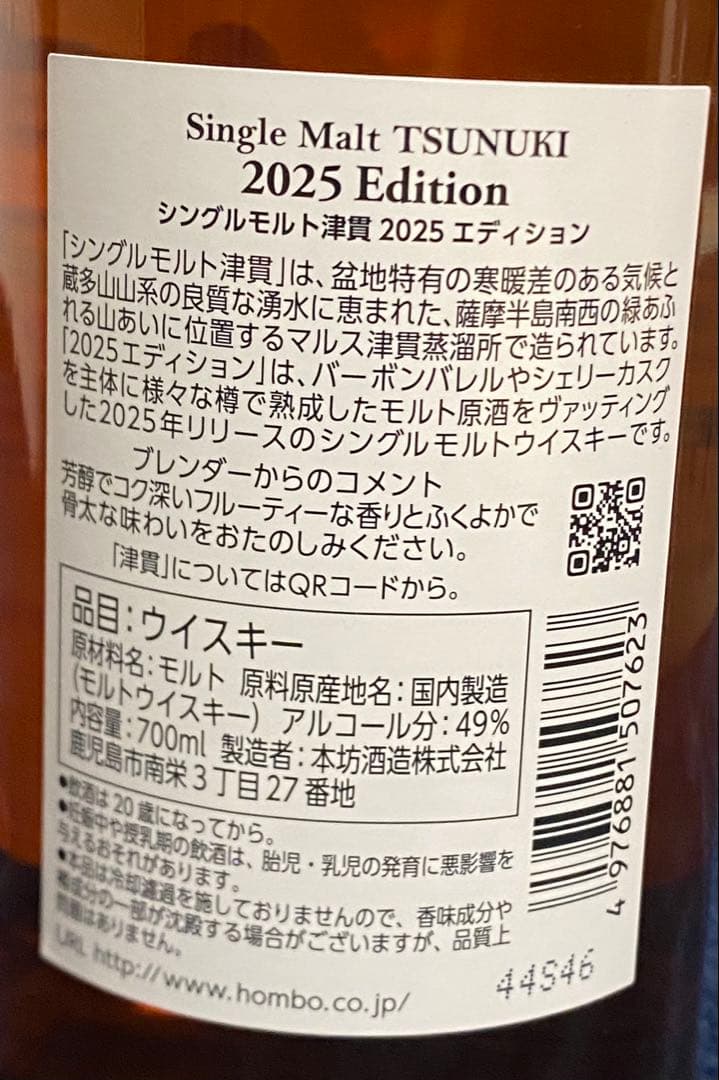 Single Malt TSUNUKI
2025 Edition
シングルモルト津貫 2025 エディション
「シングルモルト津貫」は、盆地特有の寒暖差のある気候と
蔵多山山系の良質な湧水に恵まれた、薩摩半島南西の緑あふ
れる山あいに位置するマルス津貫蒸溜所で造られています。
「2025エディション」は、バーボンバレルやシェリーカスク
を主体に様々な樽で熟成したモルト原酒をヴァッティング
した2025年リリースのシングルモルトウイスキーです。
ブレンダーからのコメント
芳醇でコク深いフルーティーな香りとふくよかで
骨太な味わいをおたのしみください。
「津貫」についてはQRコードから。
品目：ウイスキー
原材料名：モルト 原料原産地名：国内製造
(モルトウイスキー) アルコール分：49%
内容量：700ml 製造者：本坊酒造株式会社
鹿児島市南栄3丁目27番地
●飲酒は20歳になってから。
●妊娠中や授乳期の飲酒は、胎児・乳児の発育に悪影響を
与えるおそれがあります。
●本品は冷却濾過を施しておりませんので、香味成分や
樽成分の一部が沈殿する場合がございますが、品質上
問題はありません。
URL http://www.hombo.co.jp/
4 976881 507623
44S46